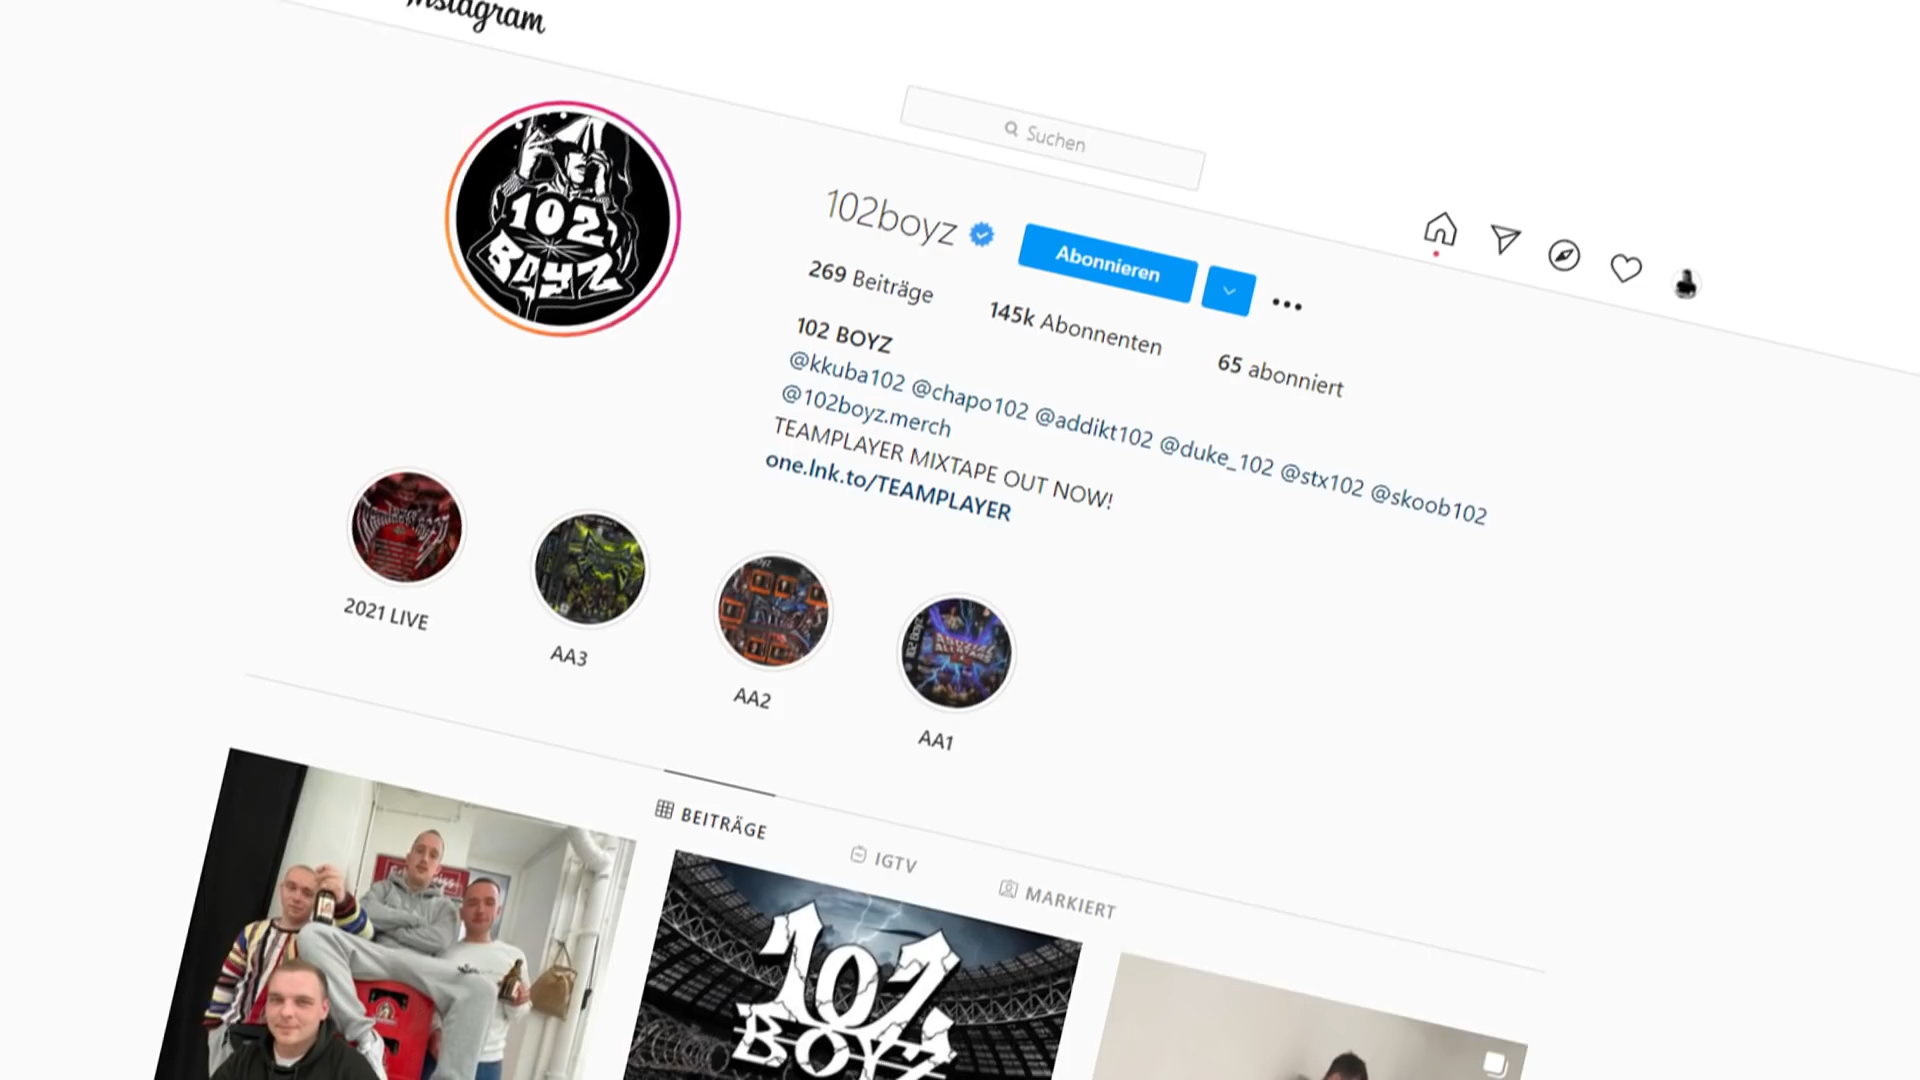 Instagram
Suchen
102
BOYZ
102boyz
Abonnieren
269 Beiträge
145k Abonnenten
65 abonniert
102 BOYZ
@kkuba102 @chapo102 @addikt102 @duke_102 @stx102 @skoob102
@102boyz.merch
TEAMPLAYER MIXTAPE OUT NOW!
one.lnk.to/TEAMPLAYER
2021 LIVE
AA3
AA2
AA1
BEITRÄGE
IGTV
MARKIERT
102
BOYZ